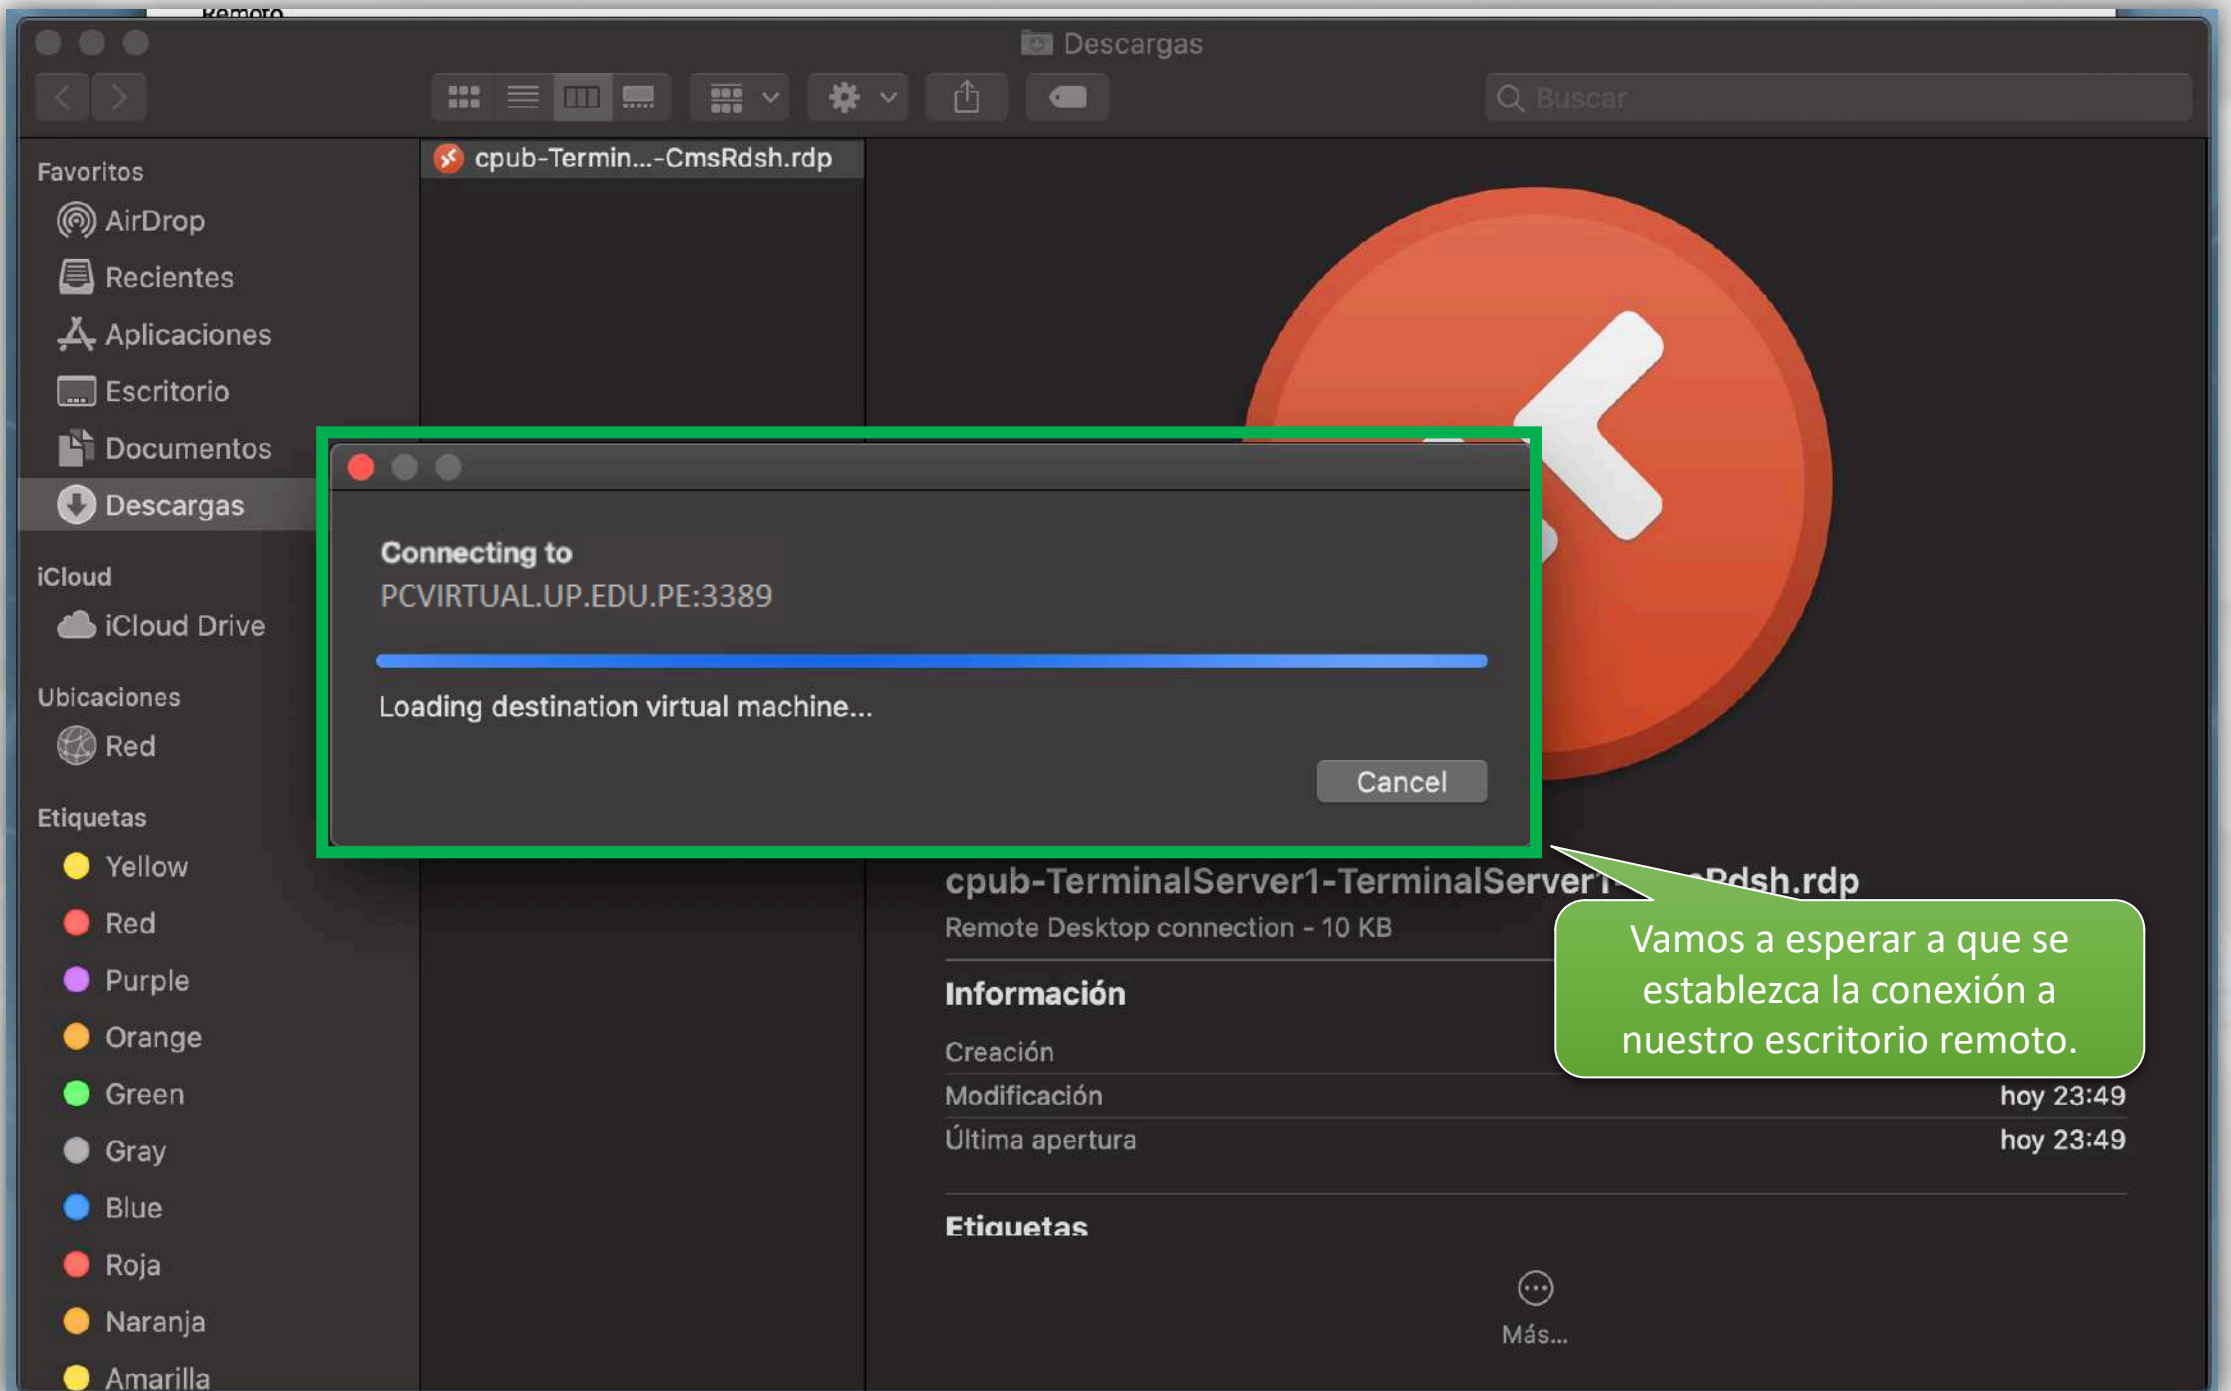 Remoto
Descargas
Buscar
Favoritos
AirDrop
Recientes
Aplicaciones
Escritorio
Documentos
Descargas
iCloud
iCloud Drive
Ubicaciones
Red
Etiquetas
Yellow
Red
Purple
Orange
Green
Gray
Blue
Roja
Naranja
Amarilla
cpub-Termin...-CmsRdsh.rdp
Connecting to
PCVIRTUAL.UP.EDU.PE:3389
Loading destination virtual machine...
Cancel
cpub-TerminalServer1-TerminalServer1-CmsRdsh.rdp
Remote Desktop connection - 10 KB
Información
Creación
Modificación hoy 23:49
Última apertura hoy 23:49
Etiquetas
Más...
Vamos a esperar a que se
establezca la conexión a
nuestro escritorio remoto.